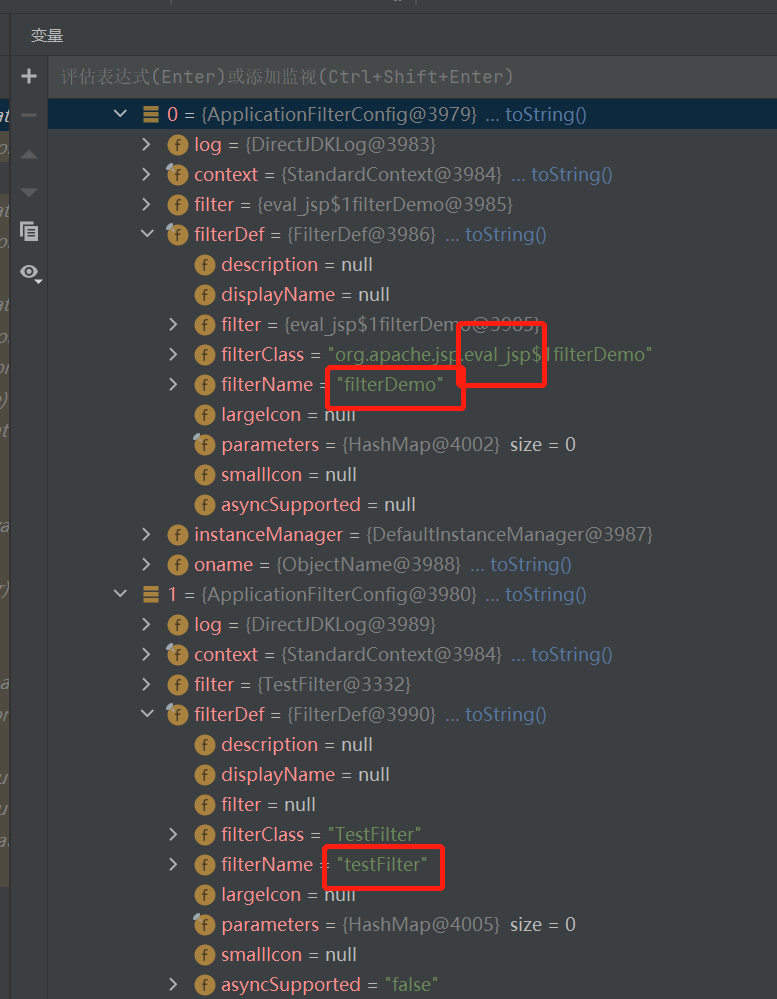 变量
评估表达式(Enter)或添加监视(Ctrl+Shift+Enter)
0 = {ApplicationFilterConfig@3979} ... toString()
log = {DirectJDKLog@3983}
context = {StandardContext@3984} ... toString()
filter = {eval_jsp$1filterDemo@3985}
filterDef = {FilterDef@3986} ... toString()
description = null
displayName = null
filter = {eval_jsp$1filterDemo@3985}
filterClass = "org.apache.jsp.eval_jsp$1filterDemo"
filterName = "filterDemo"
largeIcon = null
parameters = {HashMap@4002} size = 0
smallIcon = null
asyncSupported = null
instanceManager = {DefaultInstanceManager@3987}
oname = {ObjectName@3988} ... toString()
1 = {ApplicationFilterConfig@3980} ... toString()
log = {DirectJDKLog@3989}
context = {StandardContext@3984} ... toString()
filter = {TestFilter@3332}
filterDef = {FilterDef@3990} ... toString()
description = null
displayName = null
filter = null
filterClass = "TestFilter"
filterName = "testFilter"
largeIcon = null
parameters = {HashMap@4005} size = 0
smallIcon = null
asyncSupported = "false"